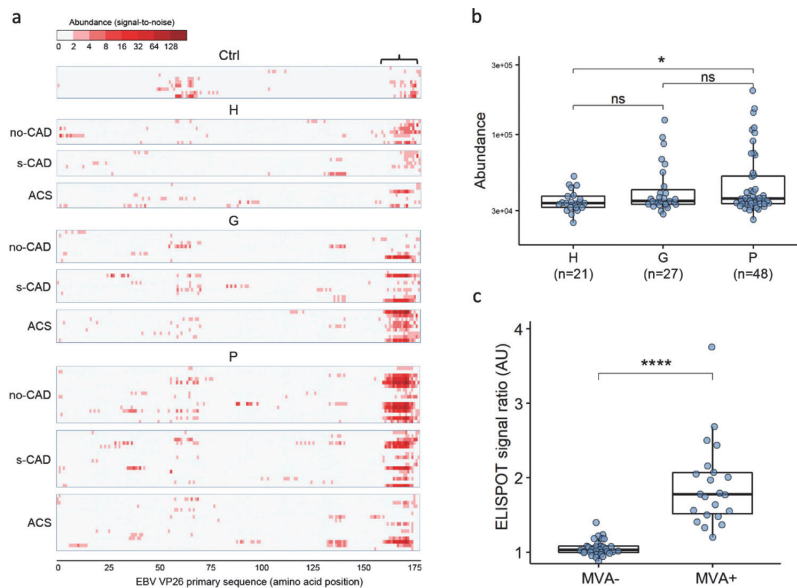 a
Abundance (signal-to-noise)
0 2 4 8 16 32 64 128
Ctrl
H
no-CAD
s-CAD
ACS
G
no-CAD
s-CAD
ACS
P
no-CAD
s-CAD
ACS
0 25 50 75 100 125 150 175
EBV VP26 primary sequence (amino acid position)
b
Abundance
3e+05
1e+05
3e+04
*
ns
ns
H G P
(n=21) (n=27) (n=48)
c
ELISPOT signal ratio (AU)
4
3
2
1
****
MVA- MVA+